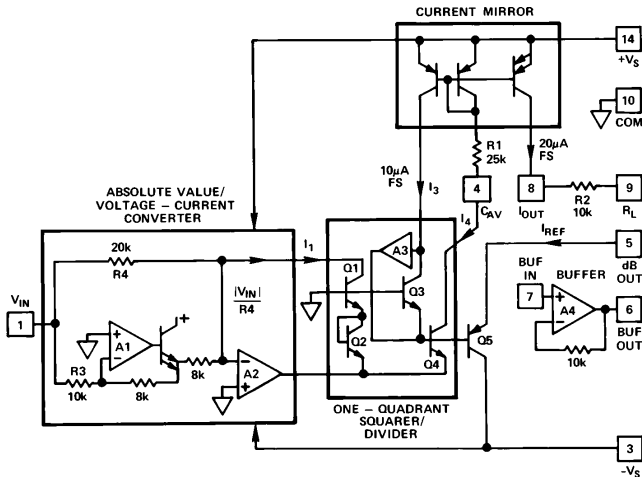 CURRENT MIRROR
14
+VS
10
COM
R1
25k
20µA
FS
10µA
FS
I3
4
CAV
8
IOUT
R2
10k
9
RL
ABSOLUTE VALUE/
VOLTAGE – CURRENT
CONVERTER
I4
IREF
5
dB
OUT
20k
R4
I1
A3
Q1
|VIN|
R4
Q3
BUF
IN
BUFFER
VIN
1
7
+
A4
–
6
BUF
OUT
+
+
A1
–
Q2
Q5
8k
–
A2
+
Q4
10k
R3
10k
8k
ONE – QUADRANT
SQUARER/
DIVIDER
3
–VS